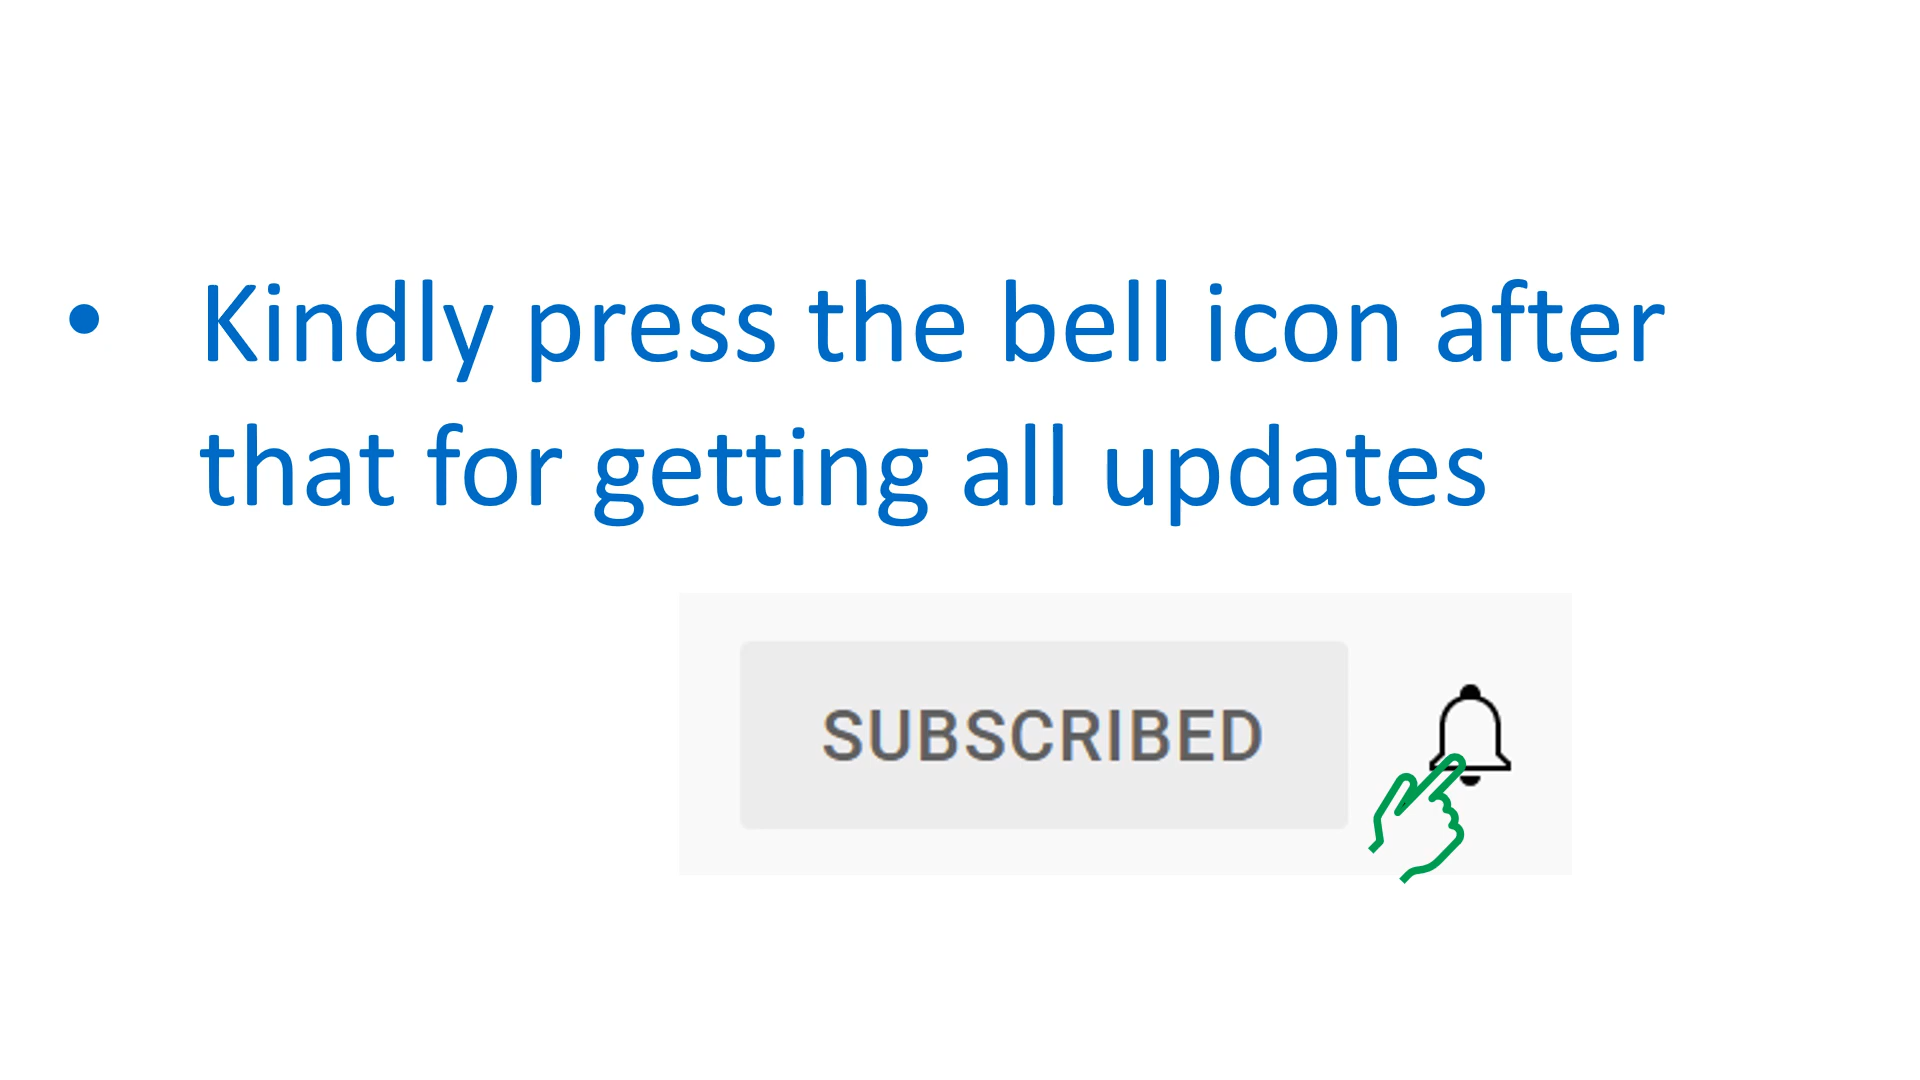 • Kindly press the bell icon after
that for getting all updates
SUBSCRIBED